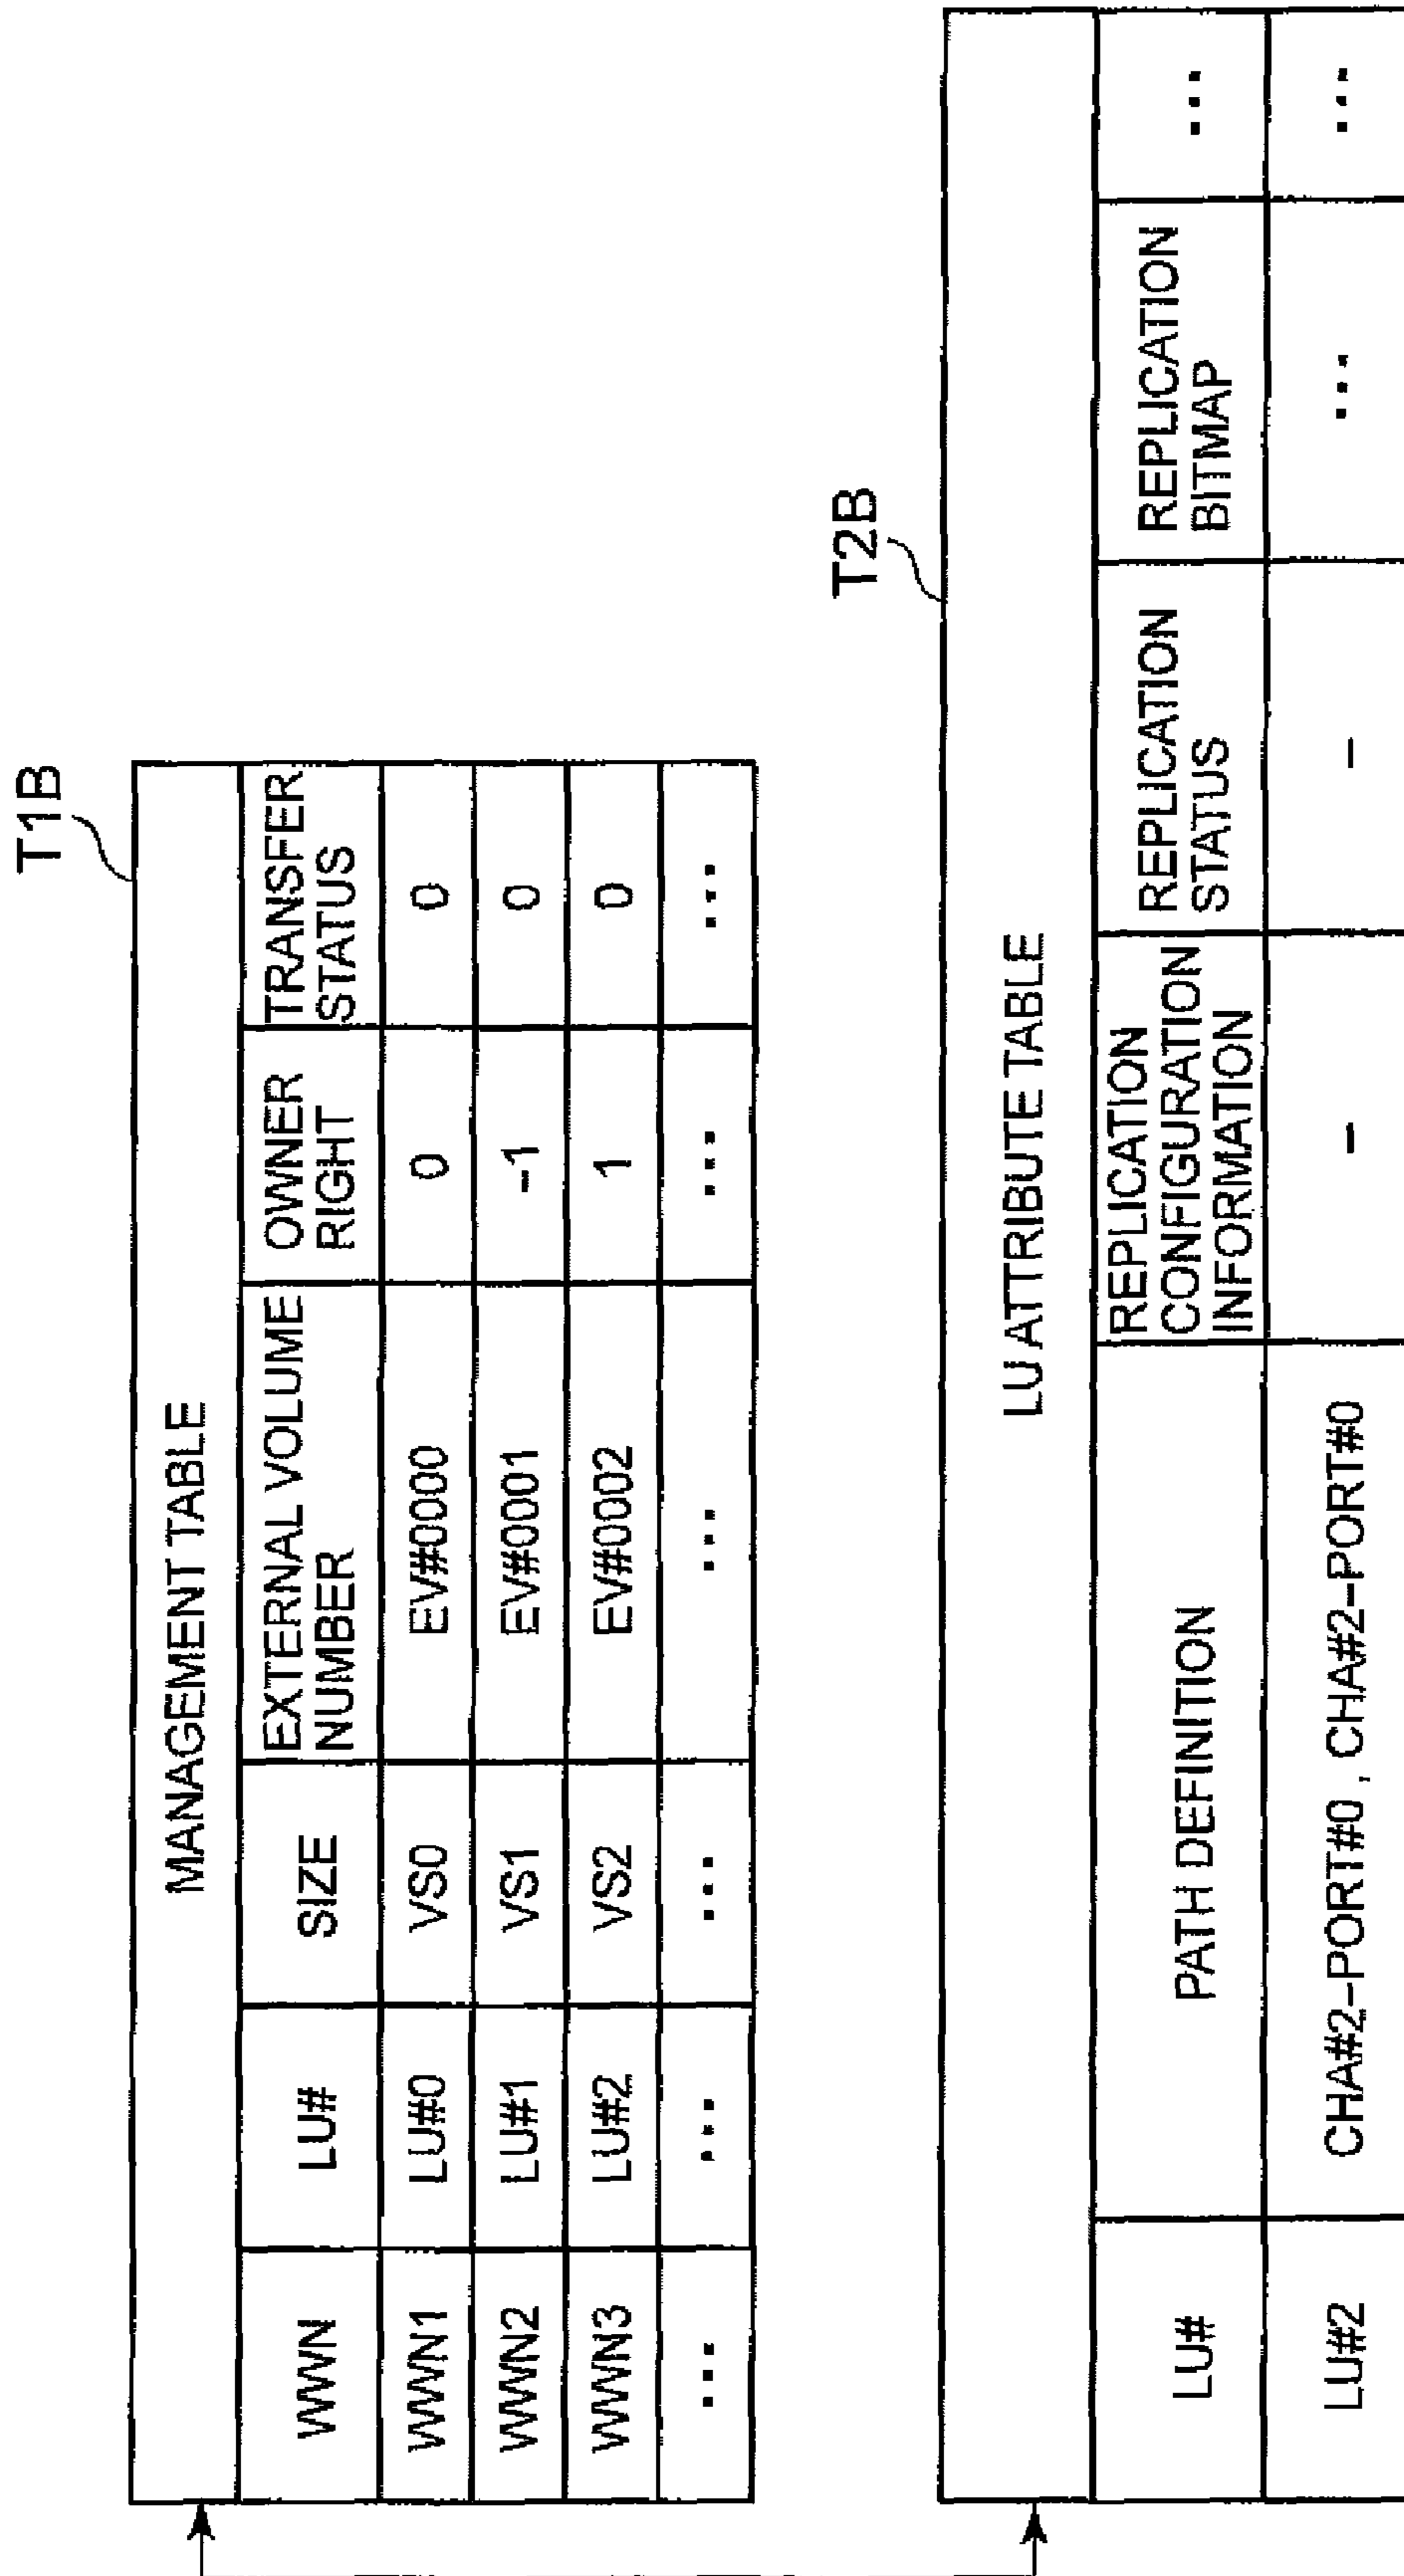 T1B
MANAGEMENT TABLE
WWN LU# SIZE EXTERNAL VOLUME NUMBER OWNER RIGHT TRANSFER STATUS
WWN1 LU#0 VS0 EV#0000 0 0
WWN2 LU#1 VS1 EV#0001 -1 0
WWN3 LU#2 VS2 EV#0002 1 0
... ... ... ... ... ...
T2B
LU ATTRIBUTE TABLE
LU# PATH DEFINITION REPLICATION CONFIGURATION INFORMATION REPLICATION STATUS REPLICATION BITMAP ...
LU#2 CHA#2-PORT#0 , CHA#2-PORT#0 - - ... ...